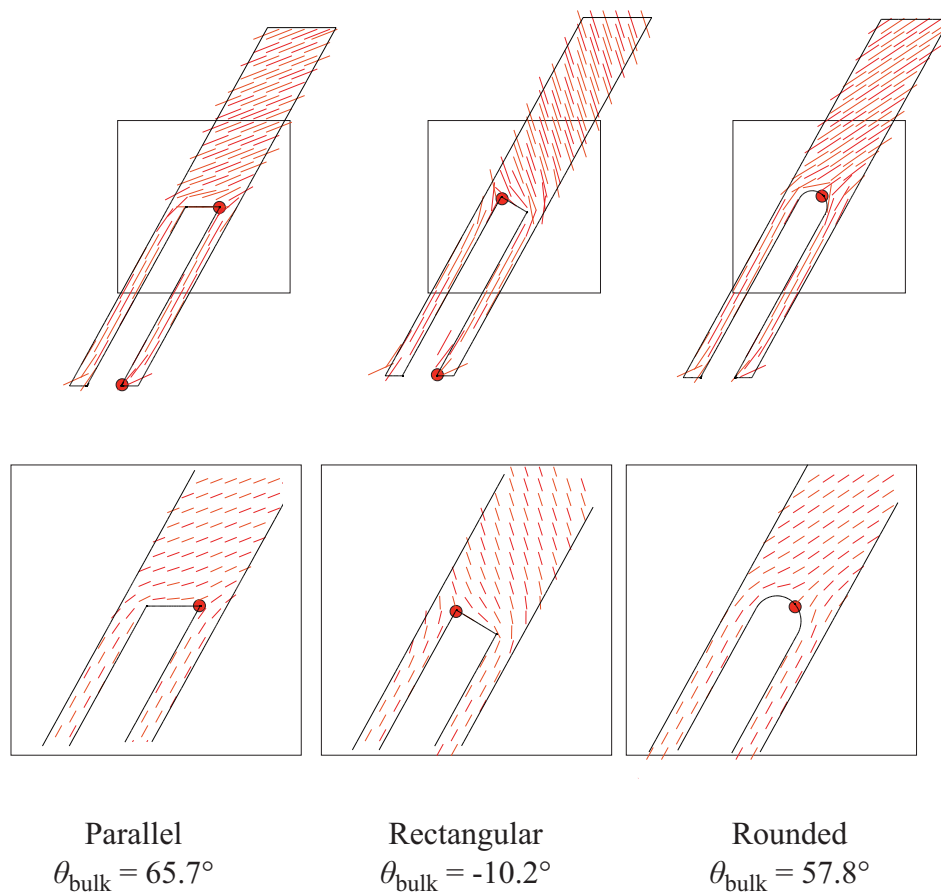 Parallel
θbulk = 65.7°
Rectangular
θbulk = -10.2°
Rounded
θbulk = 57.8°